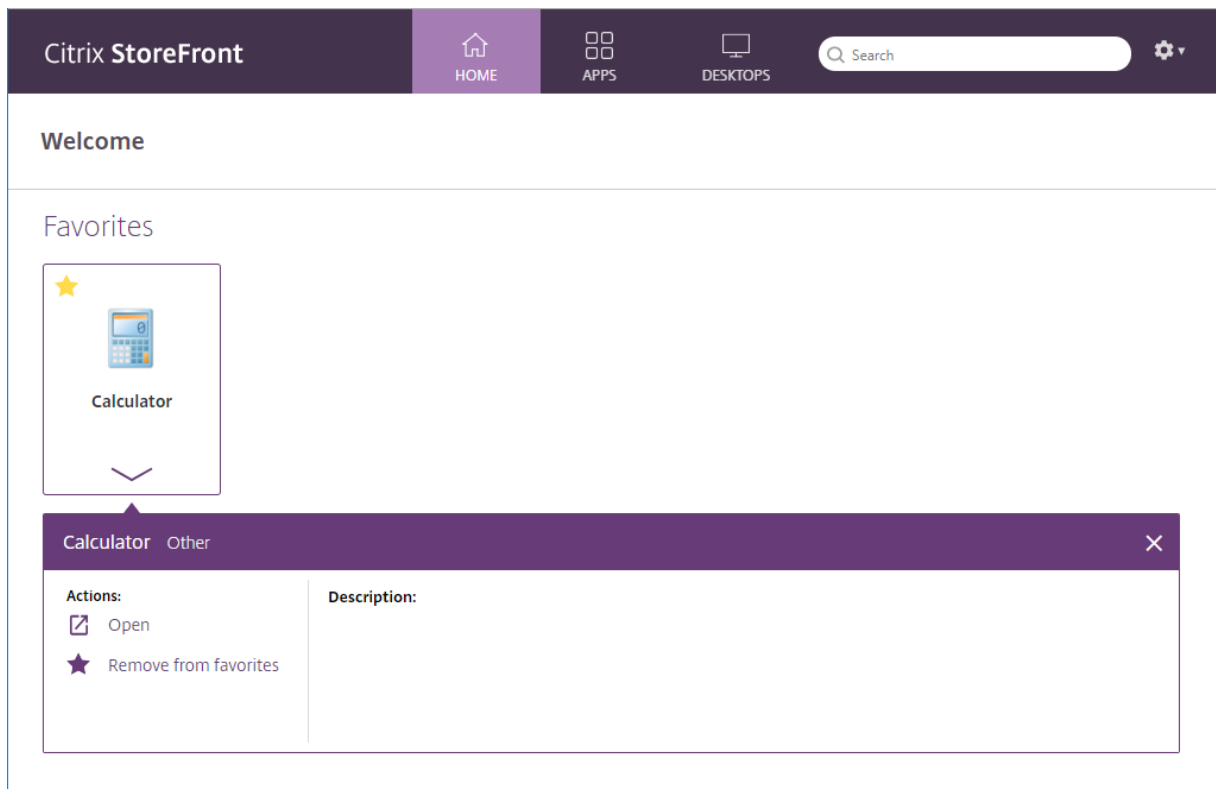 Citrix StoreFront
HOME
APPS
DESKTOPS
Search
Welcome
Favorites
0
Calculator
Calculator Other
Actions:
Open
Remove from favorites
Description: